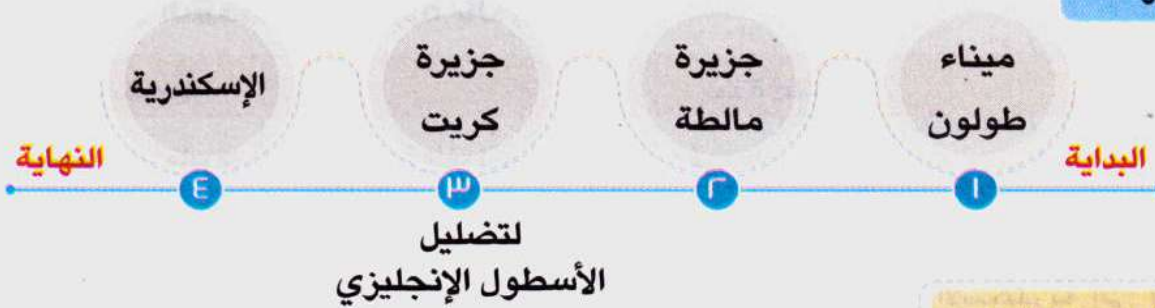 البداية
ميناء
طولون
١
جزيرة
مالطة
٢
جزيرة
كريت
٣
لتضليل
الأسطول الإنجليزي
الإسكندرية
٤
النهاية